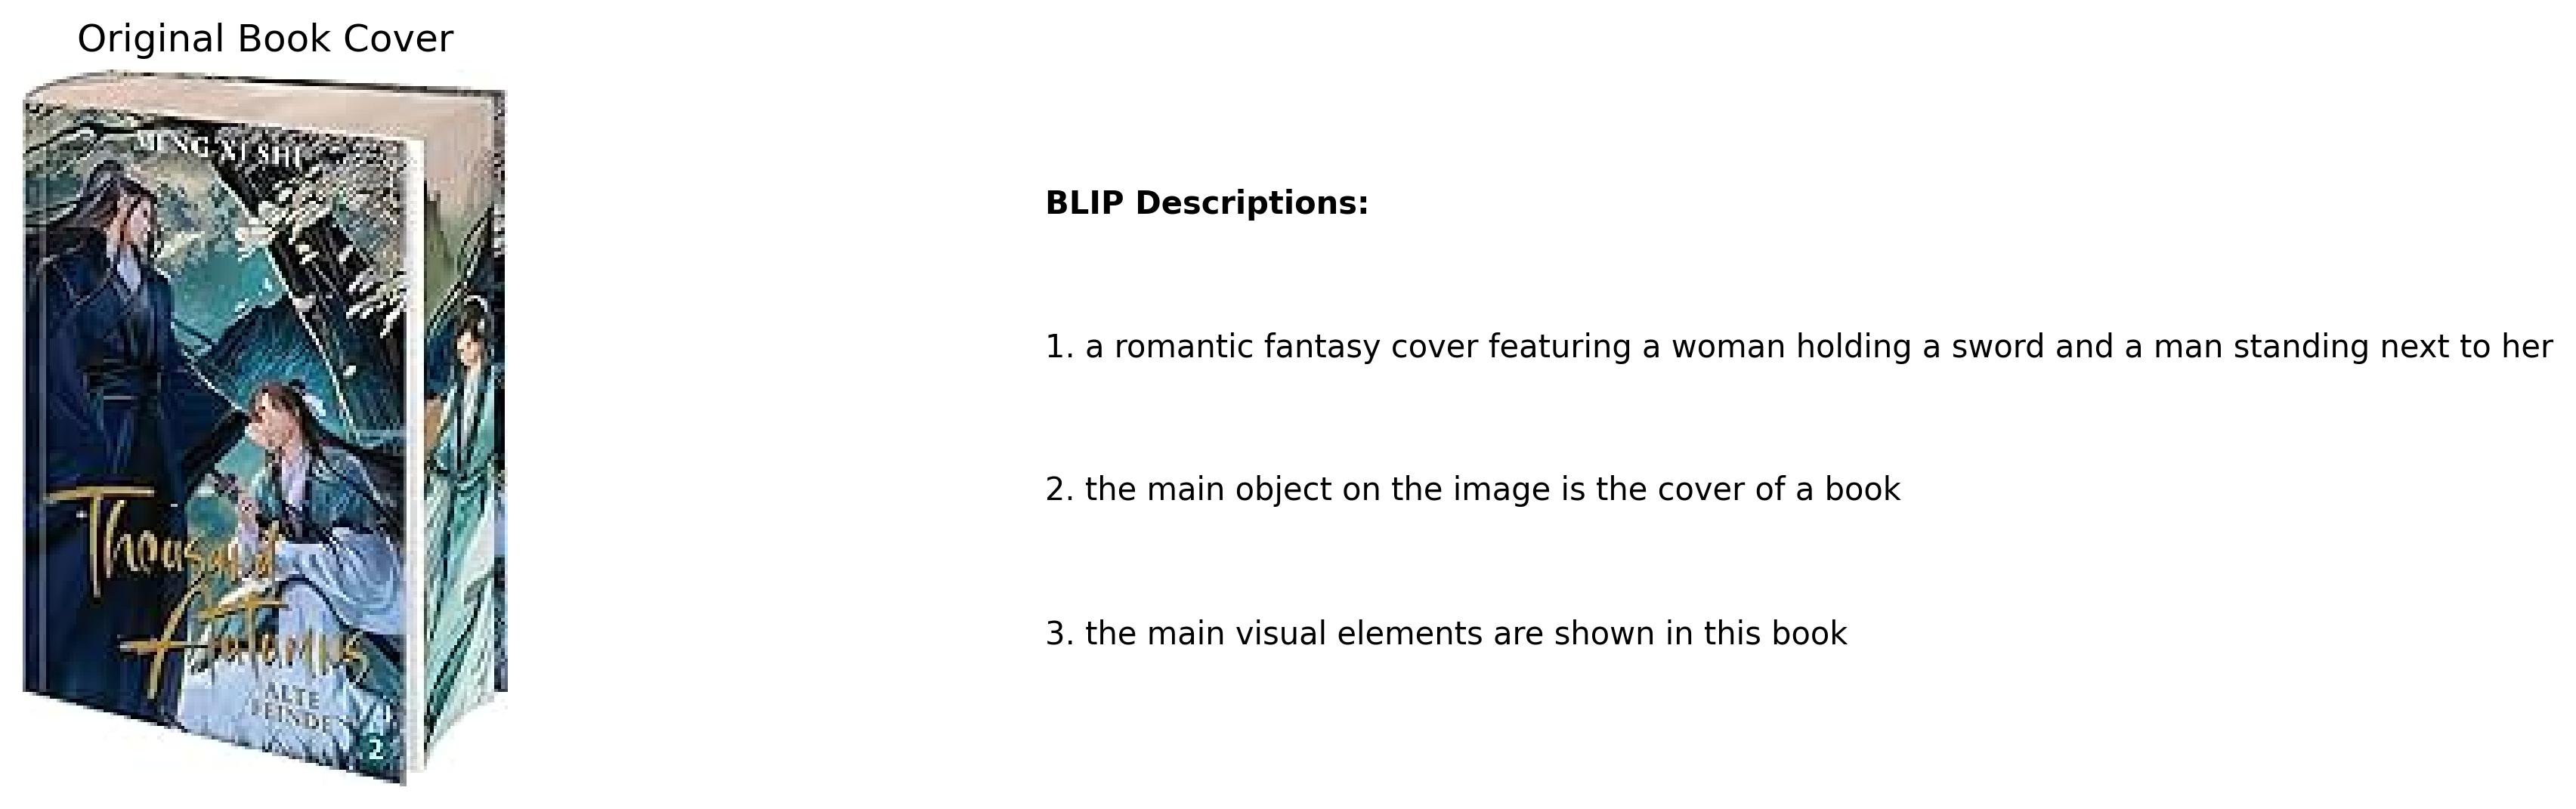 Original Book Cover
MING XI SHI
Thousand
Autumns
ALTE
FEINDE
2
BLIP Descriptions:
1. a romantic fantasy cover featuring a woman holding a sword and a man standing next to her
2. the main object on the image is the cover of a book
3. the main visual elements are shown in this book